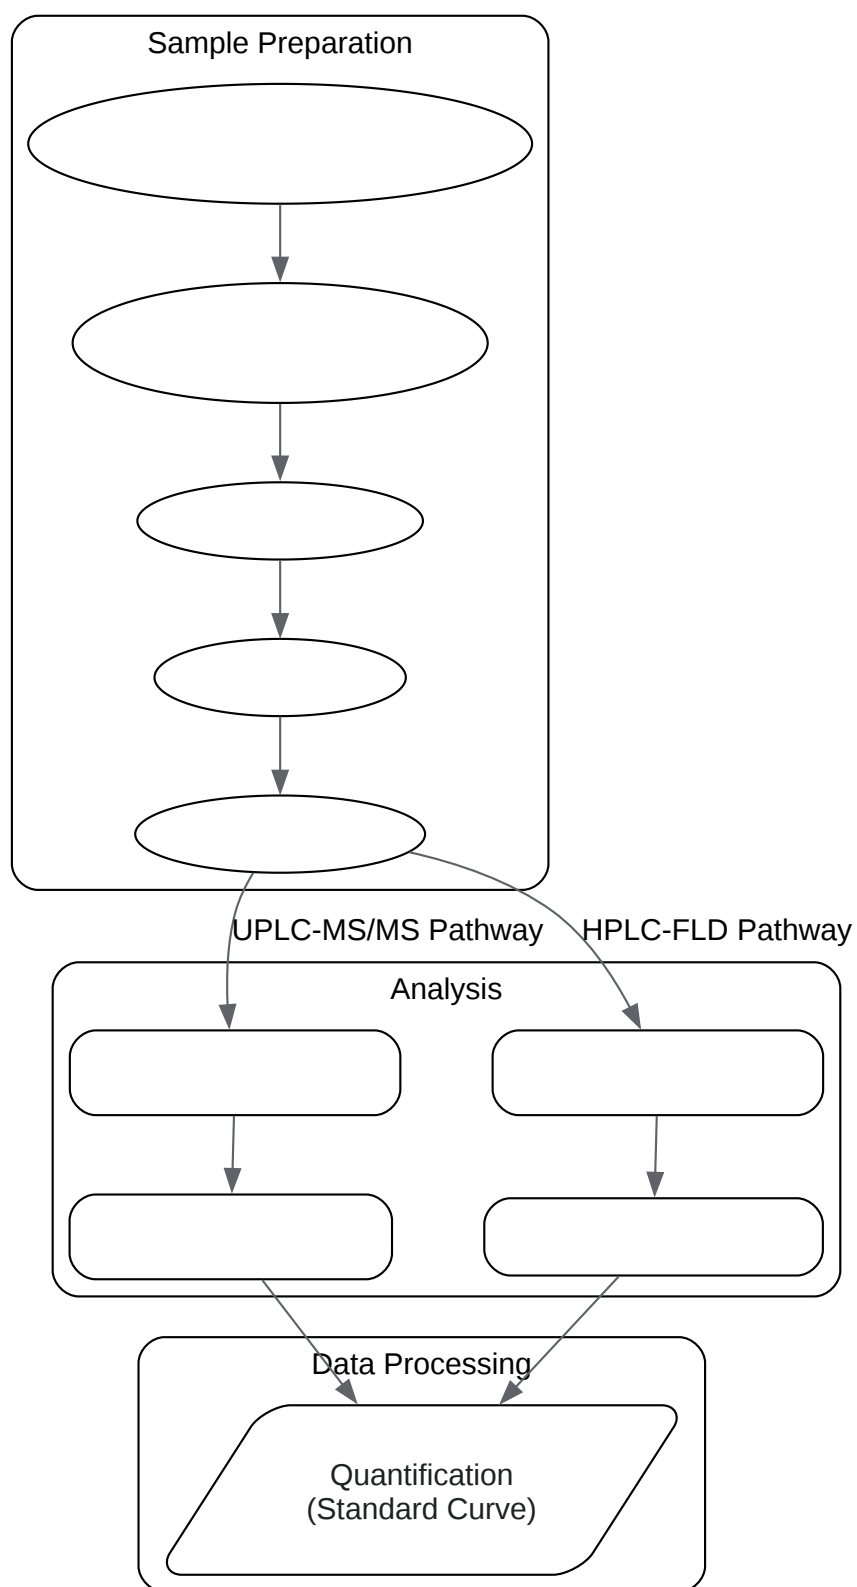 Sample Preparation
UPLC-MS/MS Pathway
HPLC-FLD Pathway
Analysis
Data Processing
Quantification
(Standard Curve)